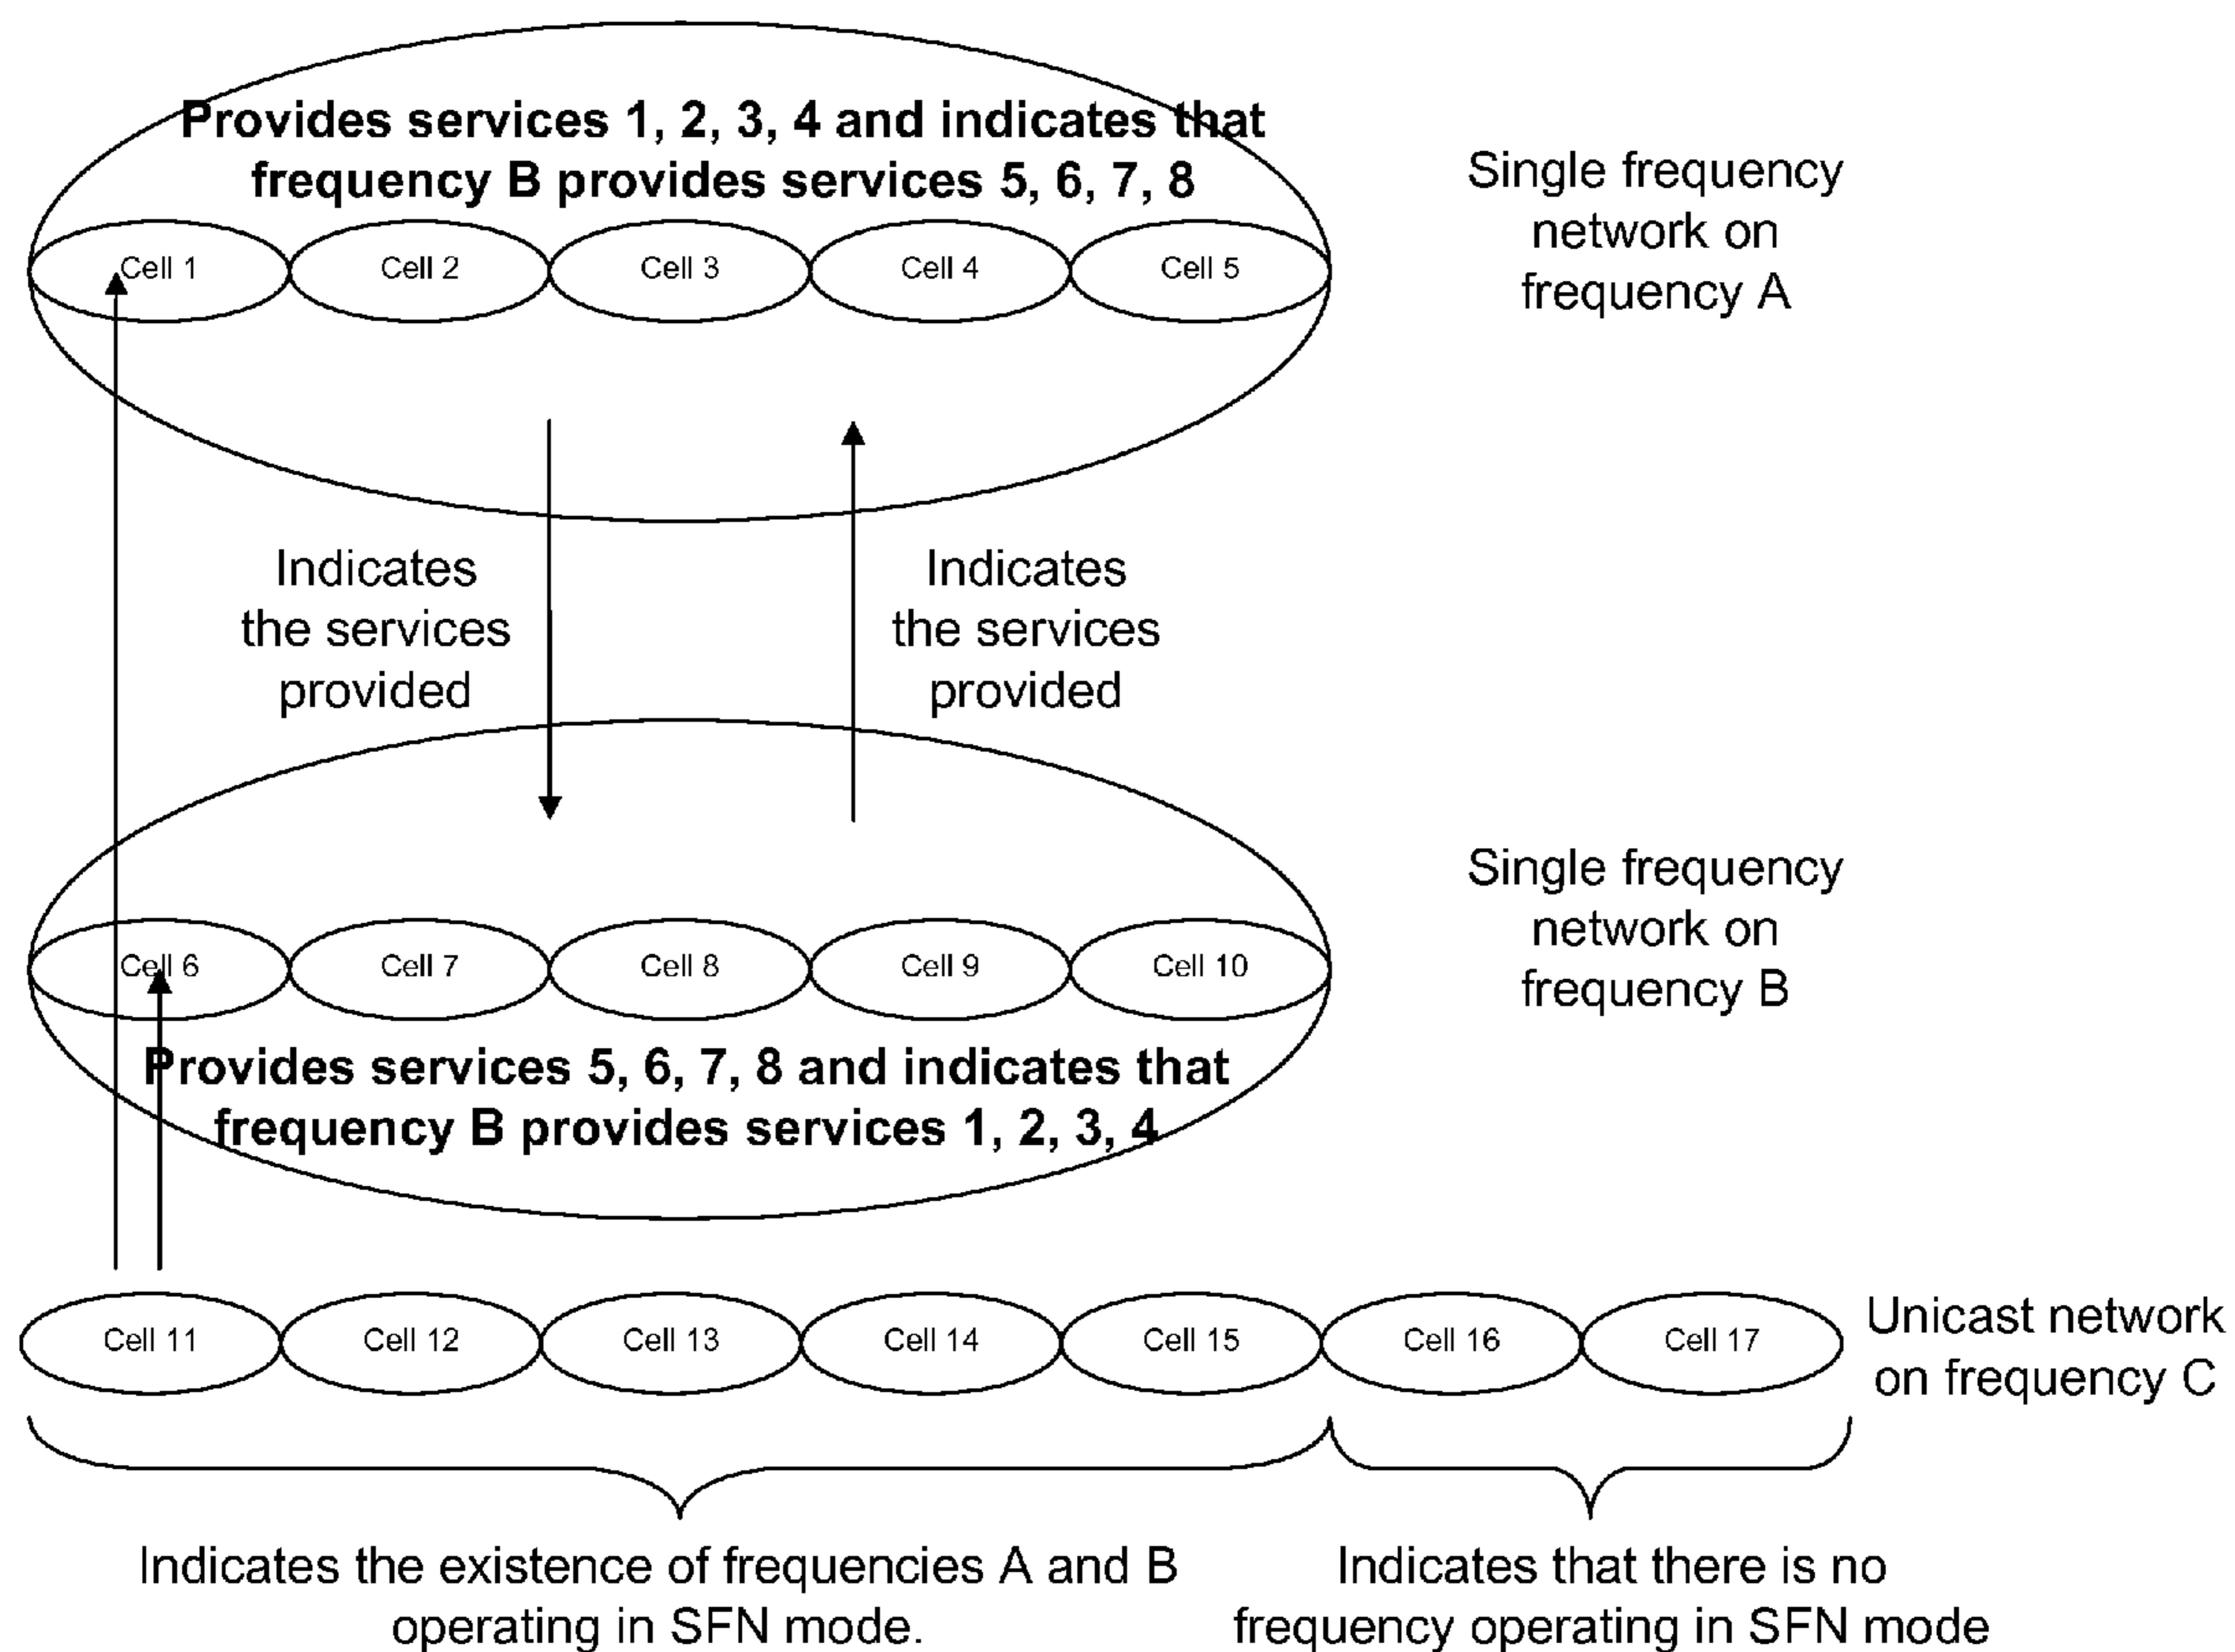 Provides services 1, 2, 3, 4 and indicates that
frequency B provides services 5, 6, 7, 8
Single frequency
network on
frequency A
Cell 1
Cell 2
Cell 3
Cell 4
Cell 5
Indicates
the services
provided
Indicates
the services
provided
Single frequency
network on
frequency B
Cell 6
Cell 7
Cell 8
Cell 9
Cell 10
Provides services 5, 6, 7, 8 and indicates that
frequency B provides services 1, 2, 3, 4
Cell 11
Cell 12
Cell 13
Cell 14
Cell 15
Cell 16
Cell 17
Unicast network
on frequency C
Indicates the existence of frequencies A and B
operating in SFN mode.
Indicates that there is no
frequency operating in SFN mode